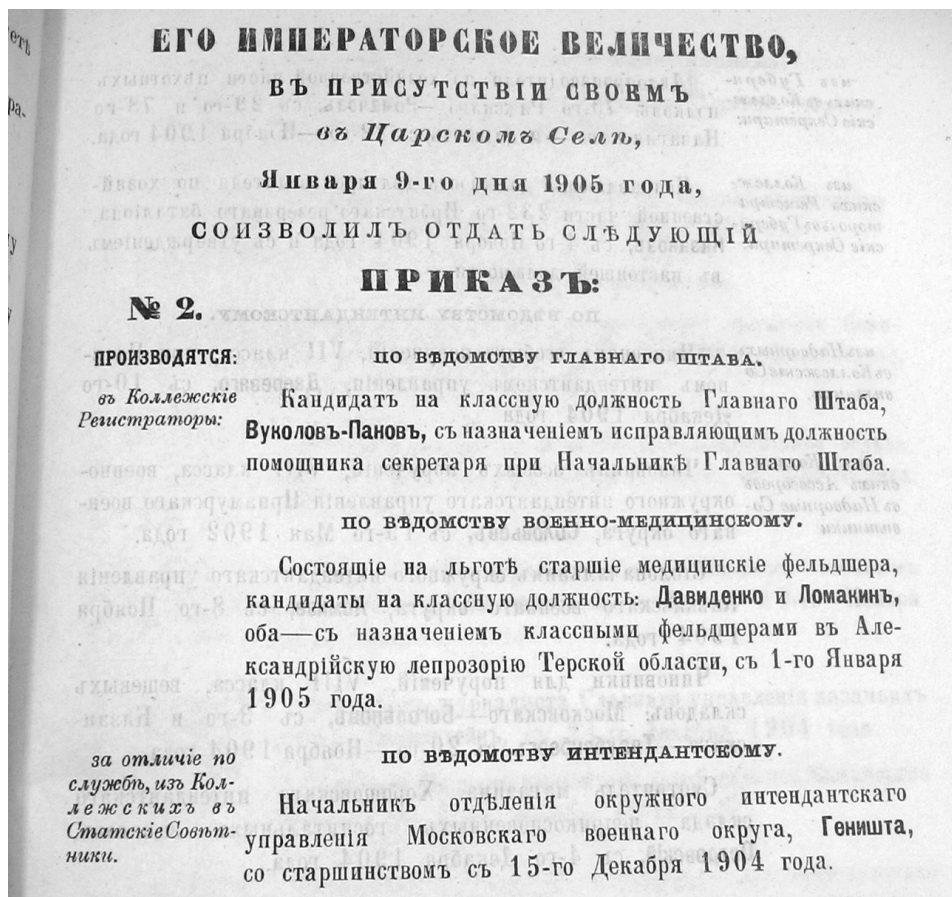 ЕГО ИМПЕРАТОРСКОЕ ВЕЛИЧЕСТВО,
ВЪ ПРИСУТСТВІИ СВОЕМЪ
въ Царскомъ Селѣ,
Января 9-го дня 1905 года,
СОИЗВОЛИЛЪ ОТДАТЬ СЛѢДУЮЩІЙ
ПРИКАЗЪ:
№ 2.
ПРОИЗВОДЯТСЯ:
въ Коллежскіе
Регистраторы:
ПО ВѢДОМСТВУ ГЛАВНАГО ШТАБА.
Кандидатъ на классную должность Главнаго Штаба,
Вуколовъ-Пановъ, съ назначеніемъ исправляющимъ должность
помощника секретаря при Начальникѣ Главнаго Штаба.
ПО ВѢДОМСТВУ ВОЕННО-МЕДИЦИНСКОМУ.
Состоящіе на льготѣ старшіе медицинскіе фельдшера,
кандидаты на классную должность: Давиденко и Ломакинъ,
оба—съ назначеніемъ классными фельдшерами въ Але-
ксандрійскую лепрозорію Терской области, съ 1-го Января
1905 года.
за отличіе по
службѣ, изъ Кол-
лежскихъ въ
Статскіе Совѣт-
ники.
ПО ВѢДОМСТВУ ИНТЕНДАНТСКОМУ.
Начальникъ отдѣленія окружного интендантскаго
управленія Московскаго военнаго округа, Геништа,
со старшинствомъ съ 15-го Декабря 1904 года.